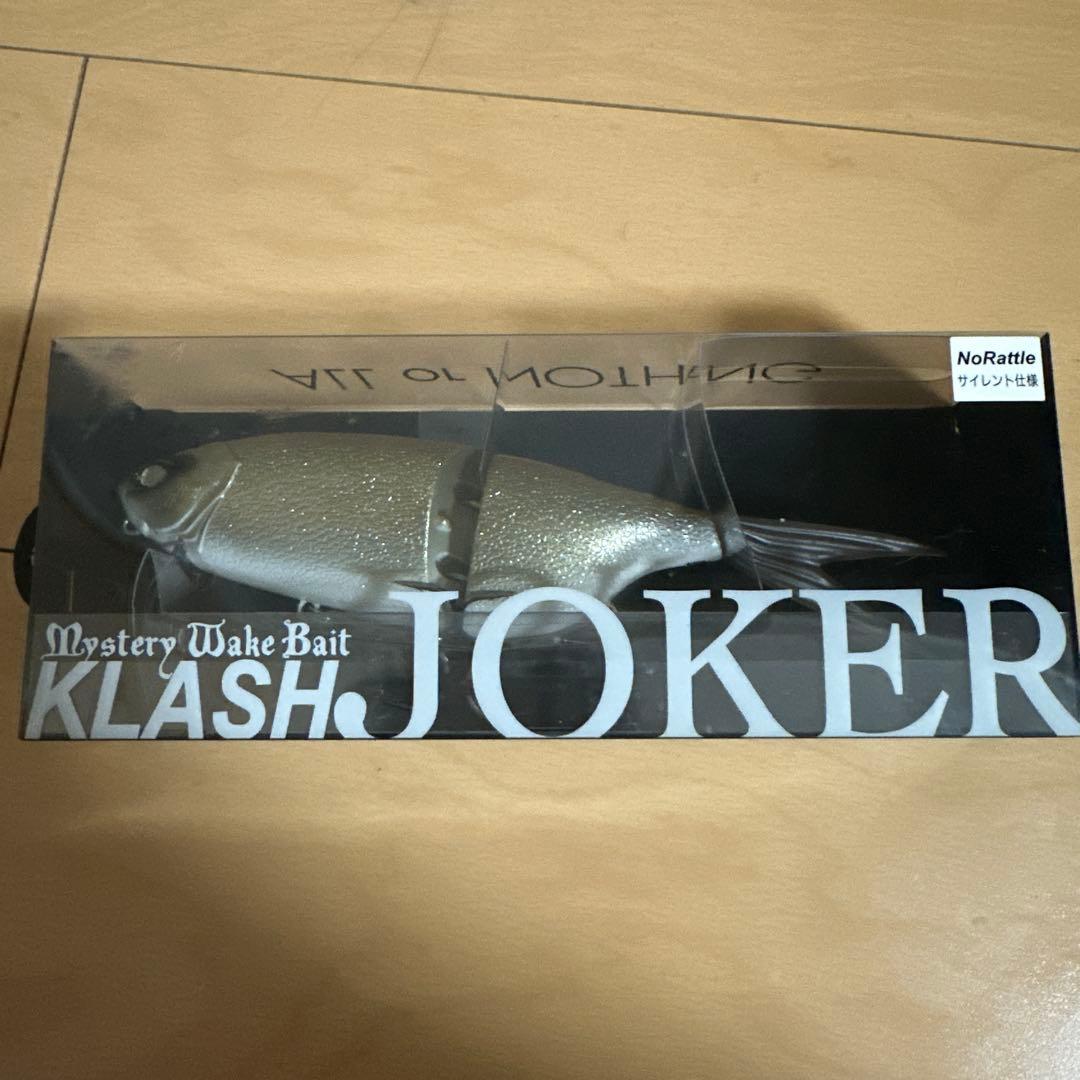 ALL or NOTHING
NoRattle
サイレント仕様
Mystery Wake Bait
KLASH JOKER